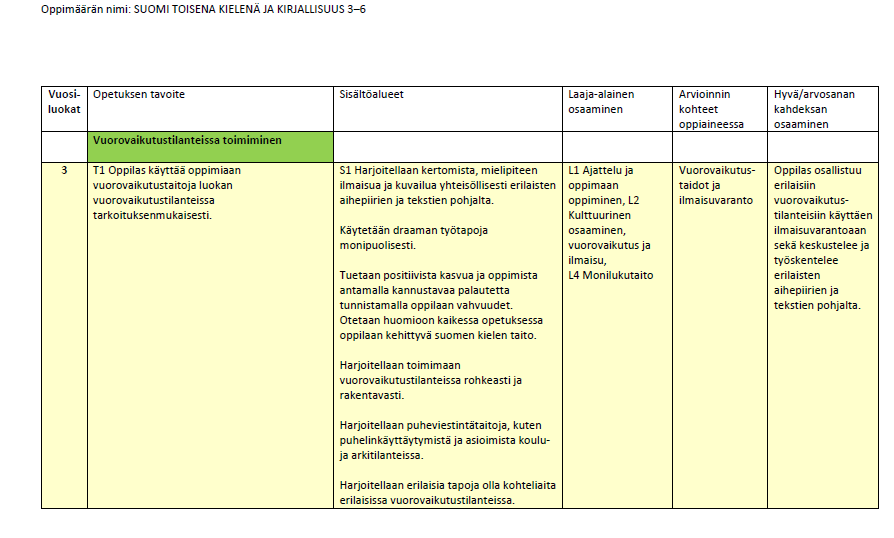 Oppimäärän nimi: SUOMI TOISENA KIELENÄ JA KIRJALLISUUS 3–6
Vuosi-
luokat
Opetuksen tavoite
Sisältöalueet
Laaja-alainen
osaaminen
Arvioinnin
kohteet
oppiaineessa
Hyvä/arvosanan
kahdeksan
osaaminen
Vuorovaikutustilanteissa toimiminen
3
T1 Oppilas käyttää oppimiaan
vuorovaikutustaitoja luokan
vuorovaikutustilanteissa
tarkoituksenmukaisesti.
S1 Harjoitellaan kertomista, mielipiteen
ilmaisua ja kuvailua yhteisöllisesti erilaisten
aihepiirien ja tekstien pohjalta.
Käytetään draaman työtapoja
monipuolisesti.
Tuetaan positiivista kasvua ja oppimista
antamalla kannustavaa palautetta
tunnistamalla oppilaan vahvuudet.
Otetaan huomioon kaikessa opetuksessa
oppilaan kehittyvä suomen kielen taito.
Harjoitellaan toimimaan
vuorovaikutustilanteissa rohkeasti ja
rakentavasti.
Harjoitellaan puheviestintätaitoja, kuten
puhelinkäyttäytymistä ja asioimista koulu-
ja arkitilanteissa.
Harjoitellaan erilaisia tapoja olla kohteliaita
erilaisissa vuorovaikutustilanteissa.
L1 Ajattelu ja
oppimaan
oppiminen, L2
Kulttuurinen
osaaminen,
vuorovaikutus ja
ilmaisu,
L4 Monilukutaito
Vuorovaikutus-
taidot ja
ilmaisuvaranto
Oppilas osallistuu
erilaisiin
vuorovaikutus-
tilanteisiin käyttäen
ilmaisuvarantoaan
sekä keskustelee ja
työskentelee
erilaisten
aihepiirien ja
tekstien pohjalta.